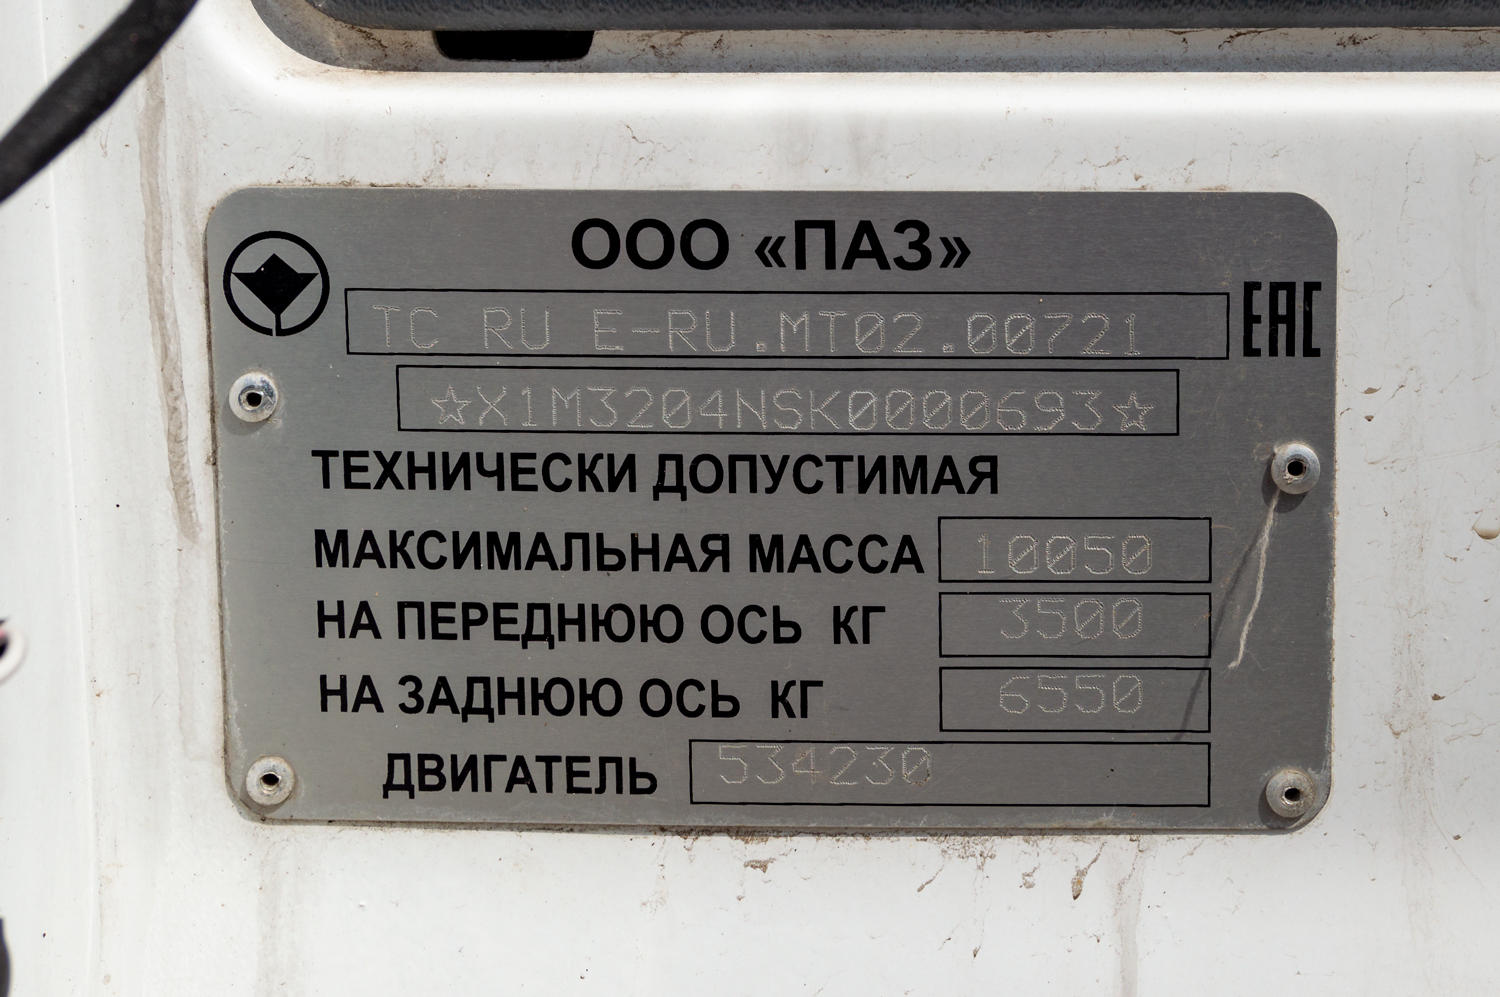 ООО «ПАЗ»
ТС RU E-RU.MT02.00721
EAC
☆X1M3204NSK0000693☆
ТЕХНИЧЕСКИ ДОПУСТИМАЯ
МАКСИМАЛЬНАЯ МАССА 10050
НА ПЕРЕДНЮЮ ОСЬ КГ 3500
НА ЗАДНЮЮ ОСЬ КГ 6550
ДВИГАТЕЛЬ 534230